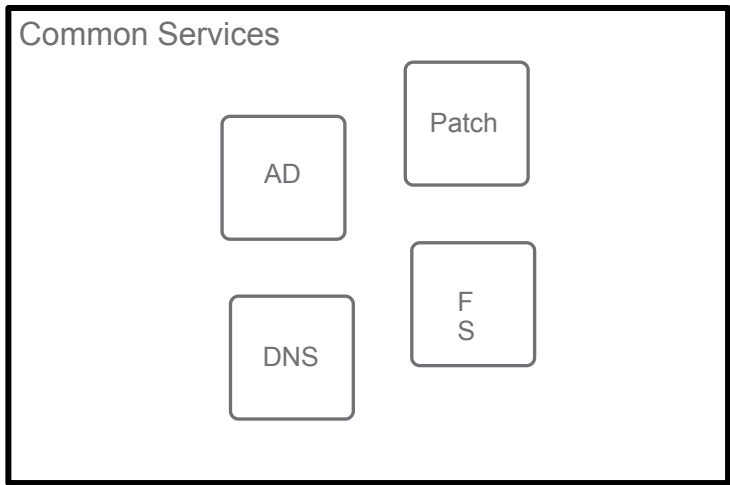 Common Services
Patch
AD
F
S
DNS